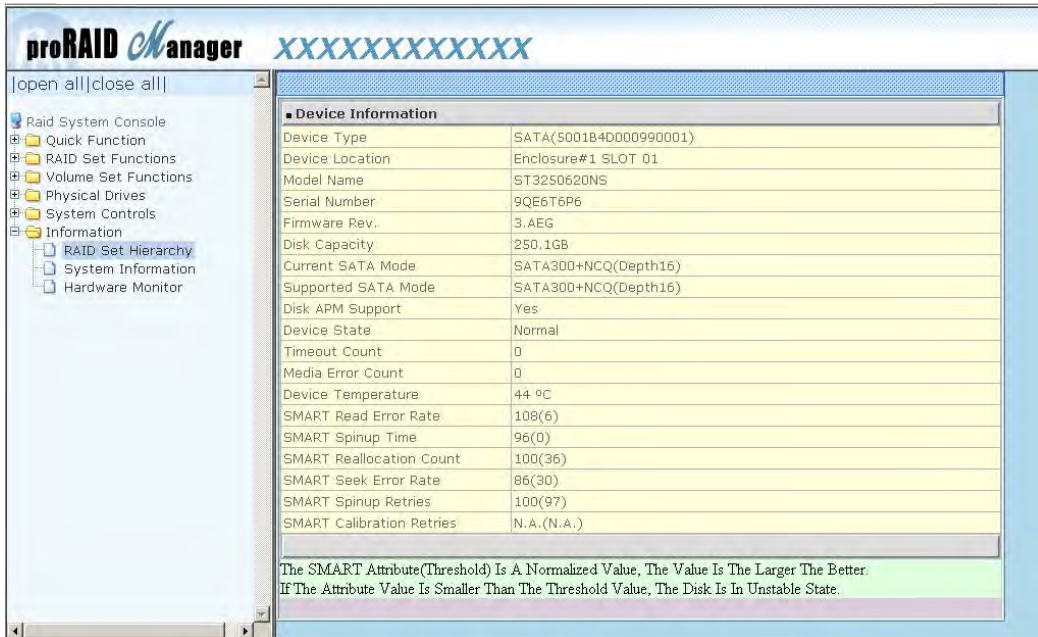 proRAID Manager XXXXXXXXXXXX
|open all|close all|
Raid System Console
Quick Function
RAID Set Functions
Volume Set Functions
Physical Drives
System Controls
Information
RAID Set Hierarchy
System Information
Hardware Monitor
Device Information
Device Type SATA(5001B4D000990001)
Device Location Enclosure#1 SLOT 01
Model Name ST3250620NS
Serial Number 9QE6T6P6
Firmware Rev. 3.AEG
Disk Capacity 250.1GB
Current SATA Mode SATA300+NCQ(Depth16)
Supported SATA Mode SATA300+NCQ(Depth16)
Disk APM Support Yes
Device State Normal
Timeout Count 0
Media Error Count 0
Device Temperature 44 ºC
SMART Read Error Rate 108(6)
SMART Spinup Time 96(0)
SMART Reallocation Count 100(36)
SMART Seek Error Rate 86(30)
SMART Spinup Retries 100(97)
SMART Calibration Retries N.A.(N.A.)
The SMART Attribute(Threshold) Is A Normalized Value, The Value Is The Larger The Better.
If The Attribute Value Is Smaller Than The Threshold Value, The Disk Is In Unstable State.